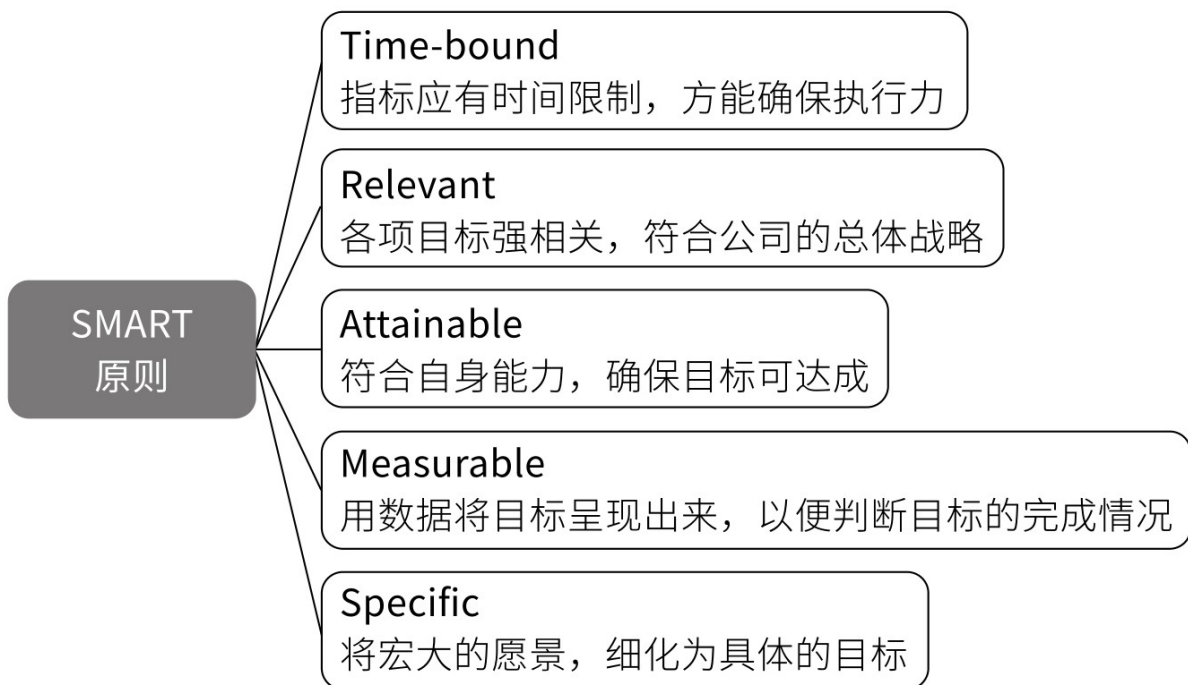 Time-bound
指标应有时间限制，方能确保执行力
Relevant
各项目标强相关，符合公司的总体战略
SMART
原则
Attainable
符合自身能力，确保目标可达成
Measurable
用数据将目标呈现出来，以便判断目标的完成情况
Specific
将宏大的愿景，细化为具体的目标